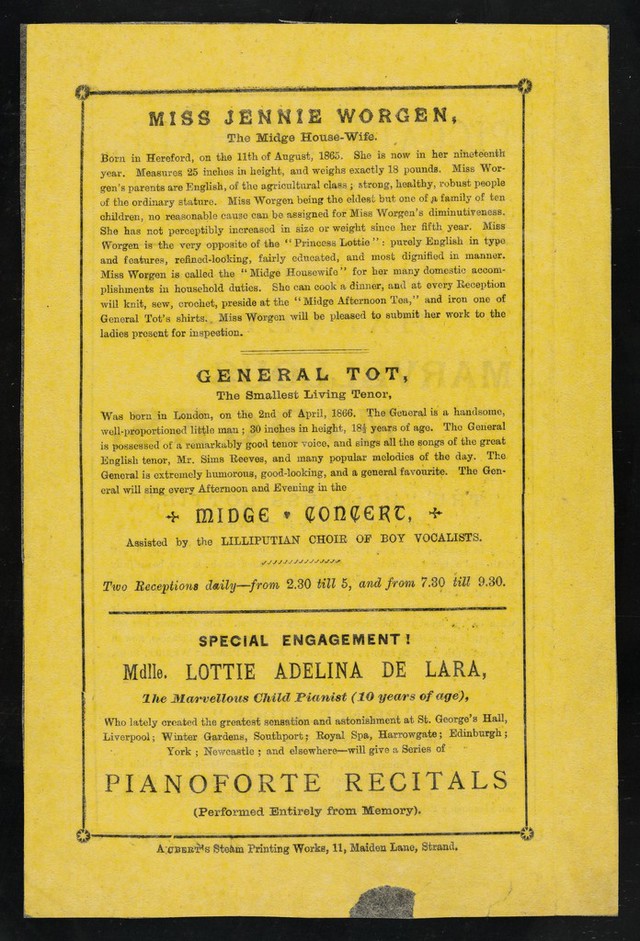 MISS JENNIE WORGEN,
The Midge House-Wife.
Born in Hereford, on the 11th of August, 1865. She is now in her nineteenth
year. Measures 25 inches in height, and weighs exactly 18 pounds. Miss Wor-
gen's parents are English, of the agricultural class; strong, healthy, robust people
of the ordinary stature. Miss Worgen being the eldest but one of a family of ten
children, no reasonable cause can be assigned for Miss Worgen's diminutiveness.
She has not perceptibly increased in size or weight since her fifth year. Miss
Worgen is the very opposite of the "Princess Lottie": purely English in type
and features, refined-looking, fairly educated, and most dignified in manner.
Miss Worgen is called the "Midge Housewife" for her many domestic accom-
plishments in household duties. She can cook a dinner, and at every Reception
will knit, sew, crochet, preside at the "Midge Afternoon Tea," and iron one of
General Tot's shirts. Miss Worgen will be pleased to submit her work to the
ladies present for inspection.
GENERAL TOT,
The Smallest Living Tenor,
Was born in London, on the 2nd of April, 1866. The General is a handsome,
well-proportioned little man; 30 inches in height, 18½ years of age. The General
is possessed of a remarkably good tenor voice, and sings all the songs of the great
English tenor, Mr. Sims Reeves, and many popular melodies of the day. The
General is extremely humorous, good-looking, and a general favourite. The Gen-
eral will sing every Afternoon and Evening in the
MIDGE CONCERT,
Assisted by the LILLIPUTIAN CHOIR OF BOY VOCALISTS.
Two Receptions daily—from 2.30 till 5, and from 7.30 till 9.30.
SPECIAL ENGAGEMENT!
Mdlle. LOTTIE ADELINA DE LARA,
The Marvellous Child Pianist (10 years of age),
Who lately created the greatest sensation and astonishment at St. George's Hall,
Liverpool; Winter Gardens, Southport; Royal Spa, Harrowgate; Edinburgh;
York; Newcastle; and elsewhere—will give a Series of
PIANOFORTE RECITALS
(Performed Entirely from Memory).
AUBERT'S Steam Printing Works, 11, Maiden Lane, Strand.